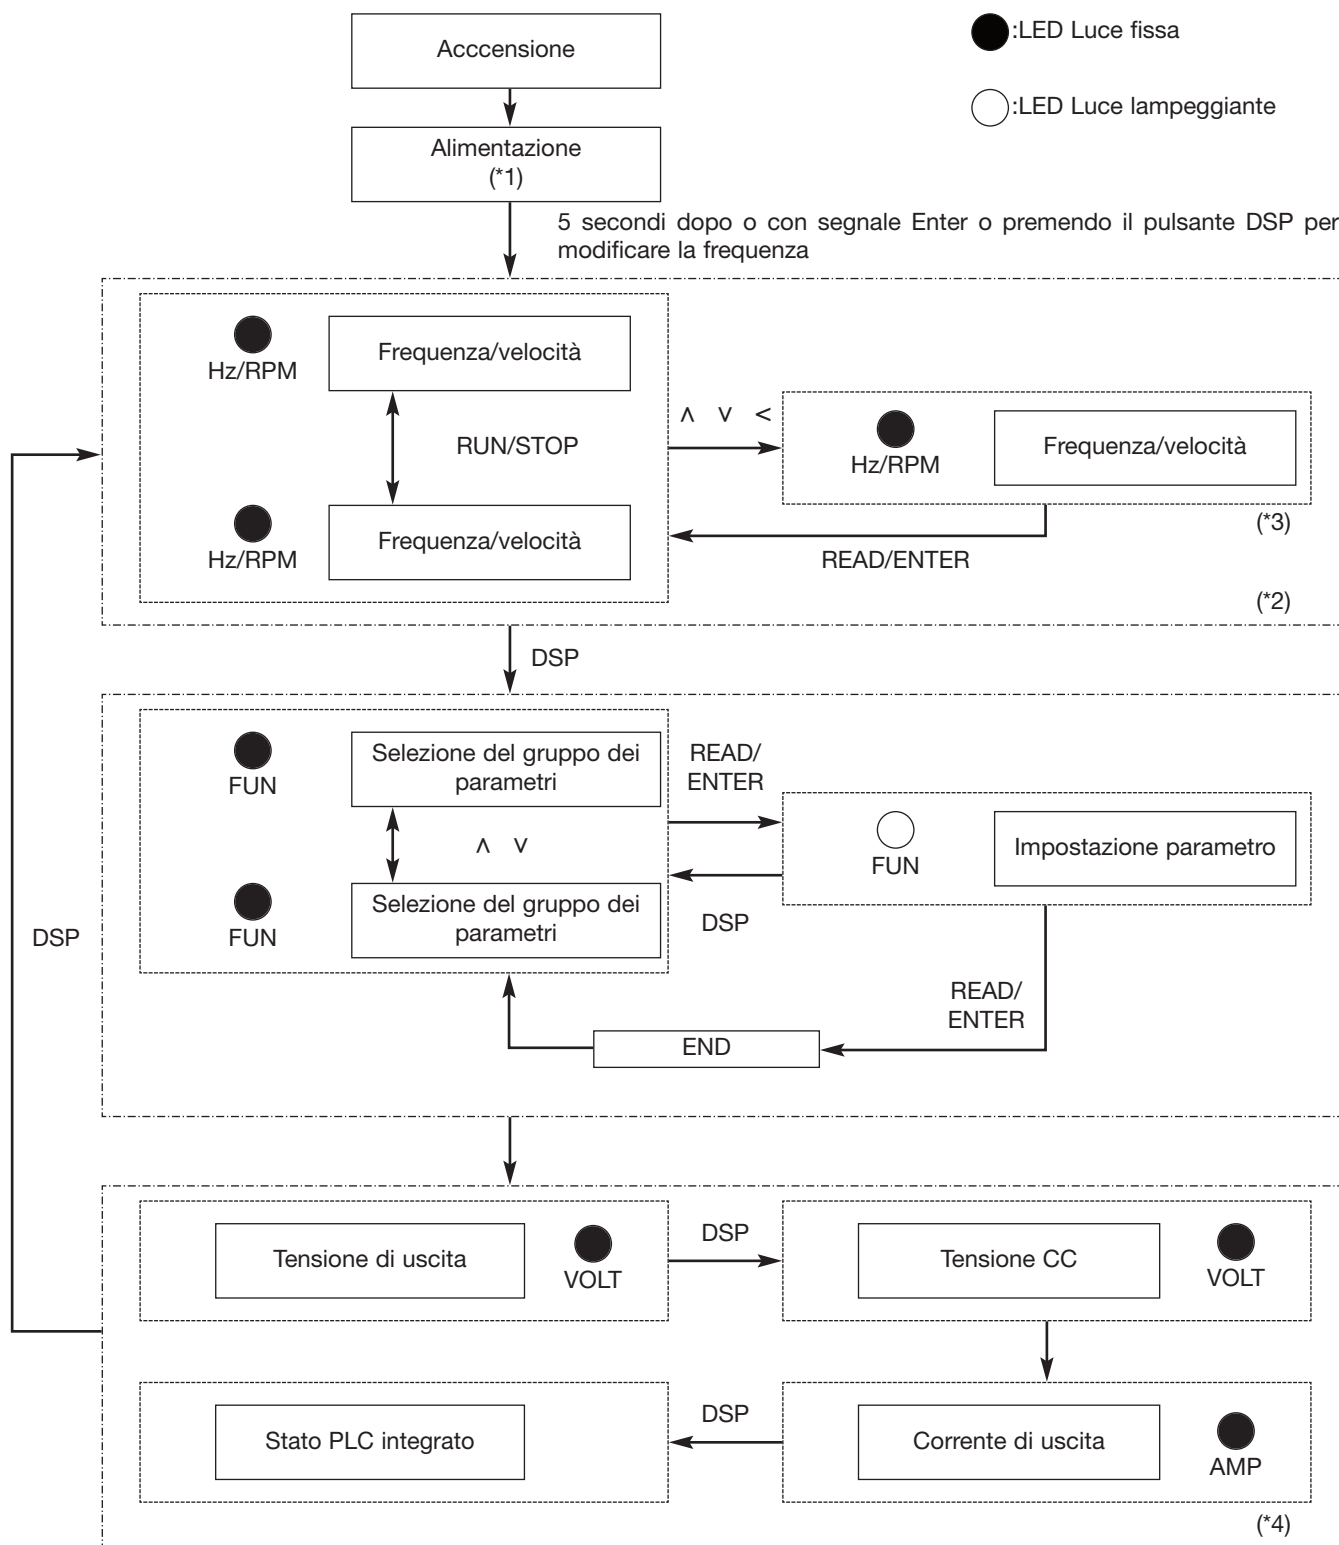 Acccensione
:LED Luce fissa
:LED Luce lampeggiante
Alimentazione
(*1)
5 secondi dopo o con segnale Enter o premendo il pulsante DSP per
modificare la frequenza
Hz/RPM
Frequenza/velocità
RUN/STOP
Hz/RPM
Frequenza/velocità
∧ ∨ <
Hz/RPM
Frequenza/velocità
(*3)
READ/ENTER
(*2)
DSP
FUN
Selezione del gruppo dei
parametri
∧ ∨
FUN
Selezione del gruppo dei
parametri
READ/
ENTER
FUN
Impostazione parametro
DSP
READ/
ENTER
END
DSP
Tensione di uscita
VOLT
DSP
Tensione CC
VOLT
Stato PLC integrato
DSP
Corrente di uscita
AMP
(*4)